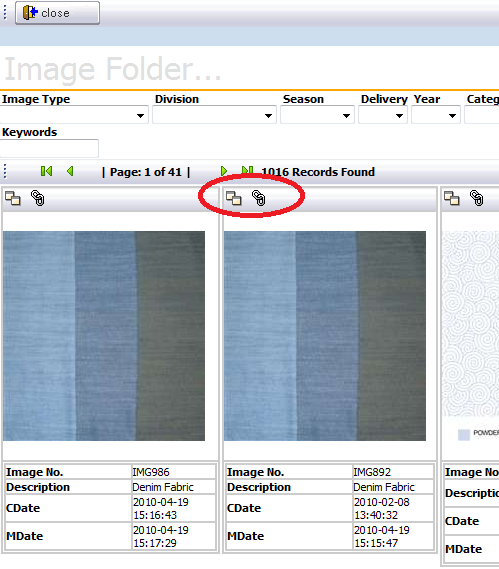 close
Image Folder...
Image Type Division Season Delivery Year Categ
Keywords
| Page: 1 of 41 | 1016 Records Found
POWDER
Image No. IMG986
Description Denim Fabric
CDate 2010-04-19 15:16:43
MDate 2010-04-19 15:17:29
Image No. IMG892
Description Denim Fabric
CDate 2010-02-08 13:40:32
MDate 2010-04-19 15:15:47
Image No
Descriptio
CDate
MDate